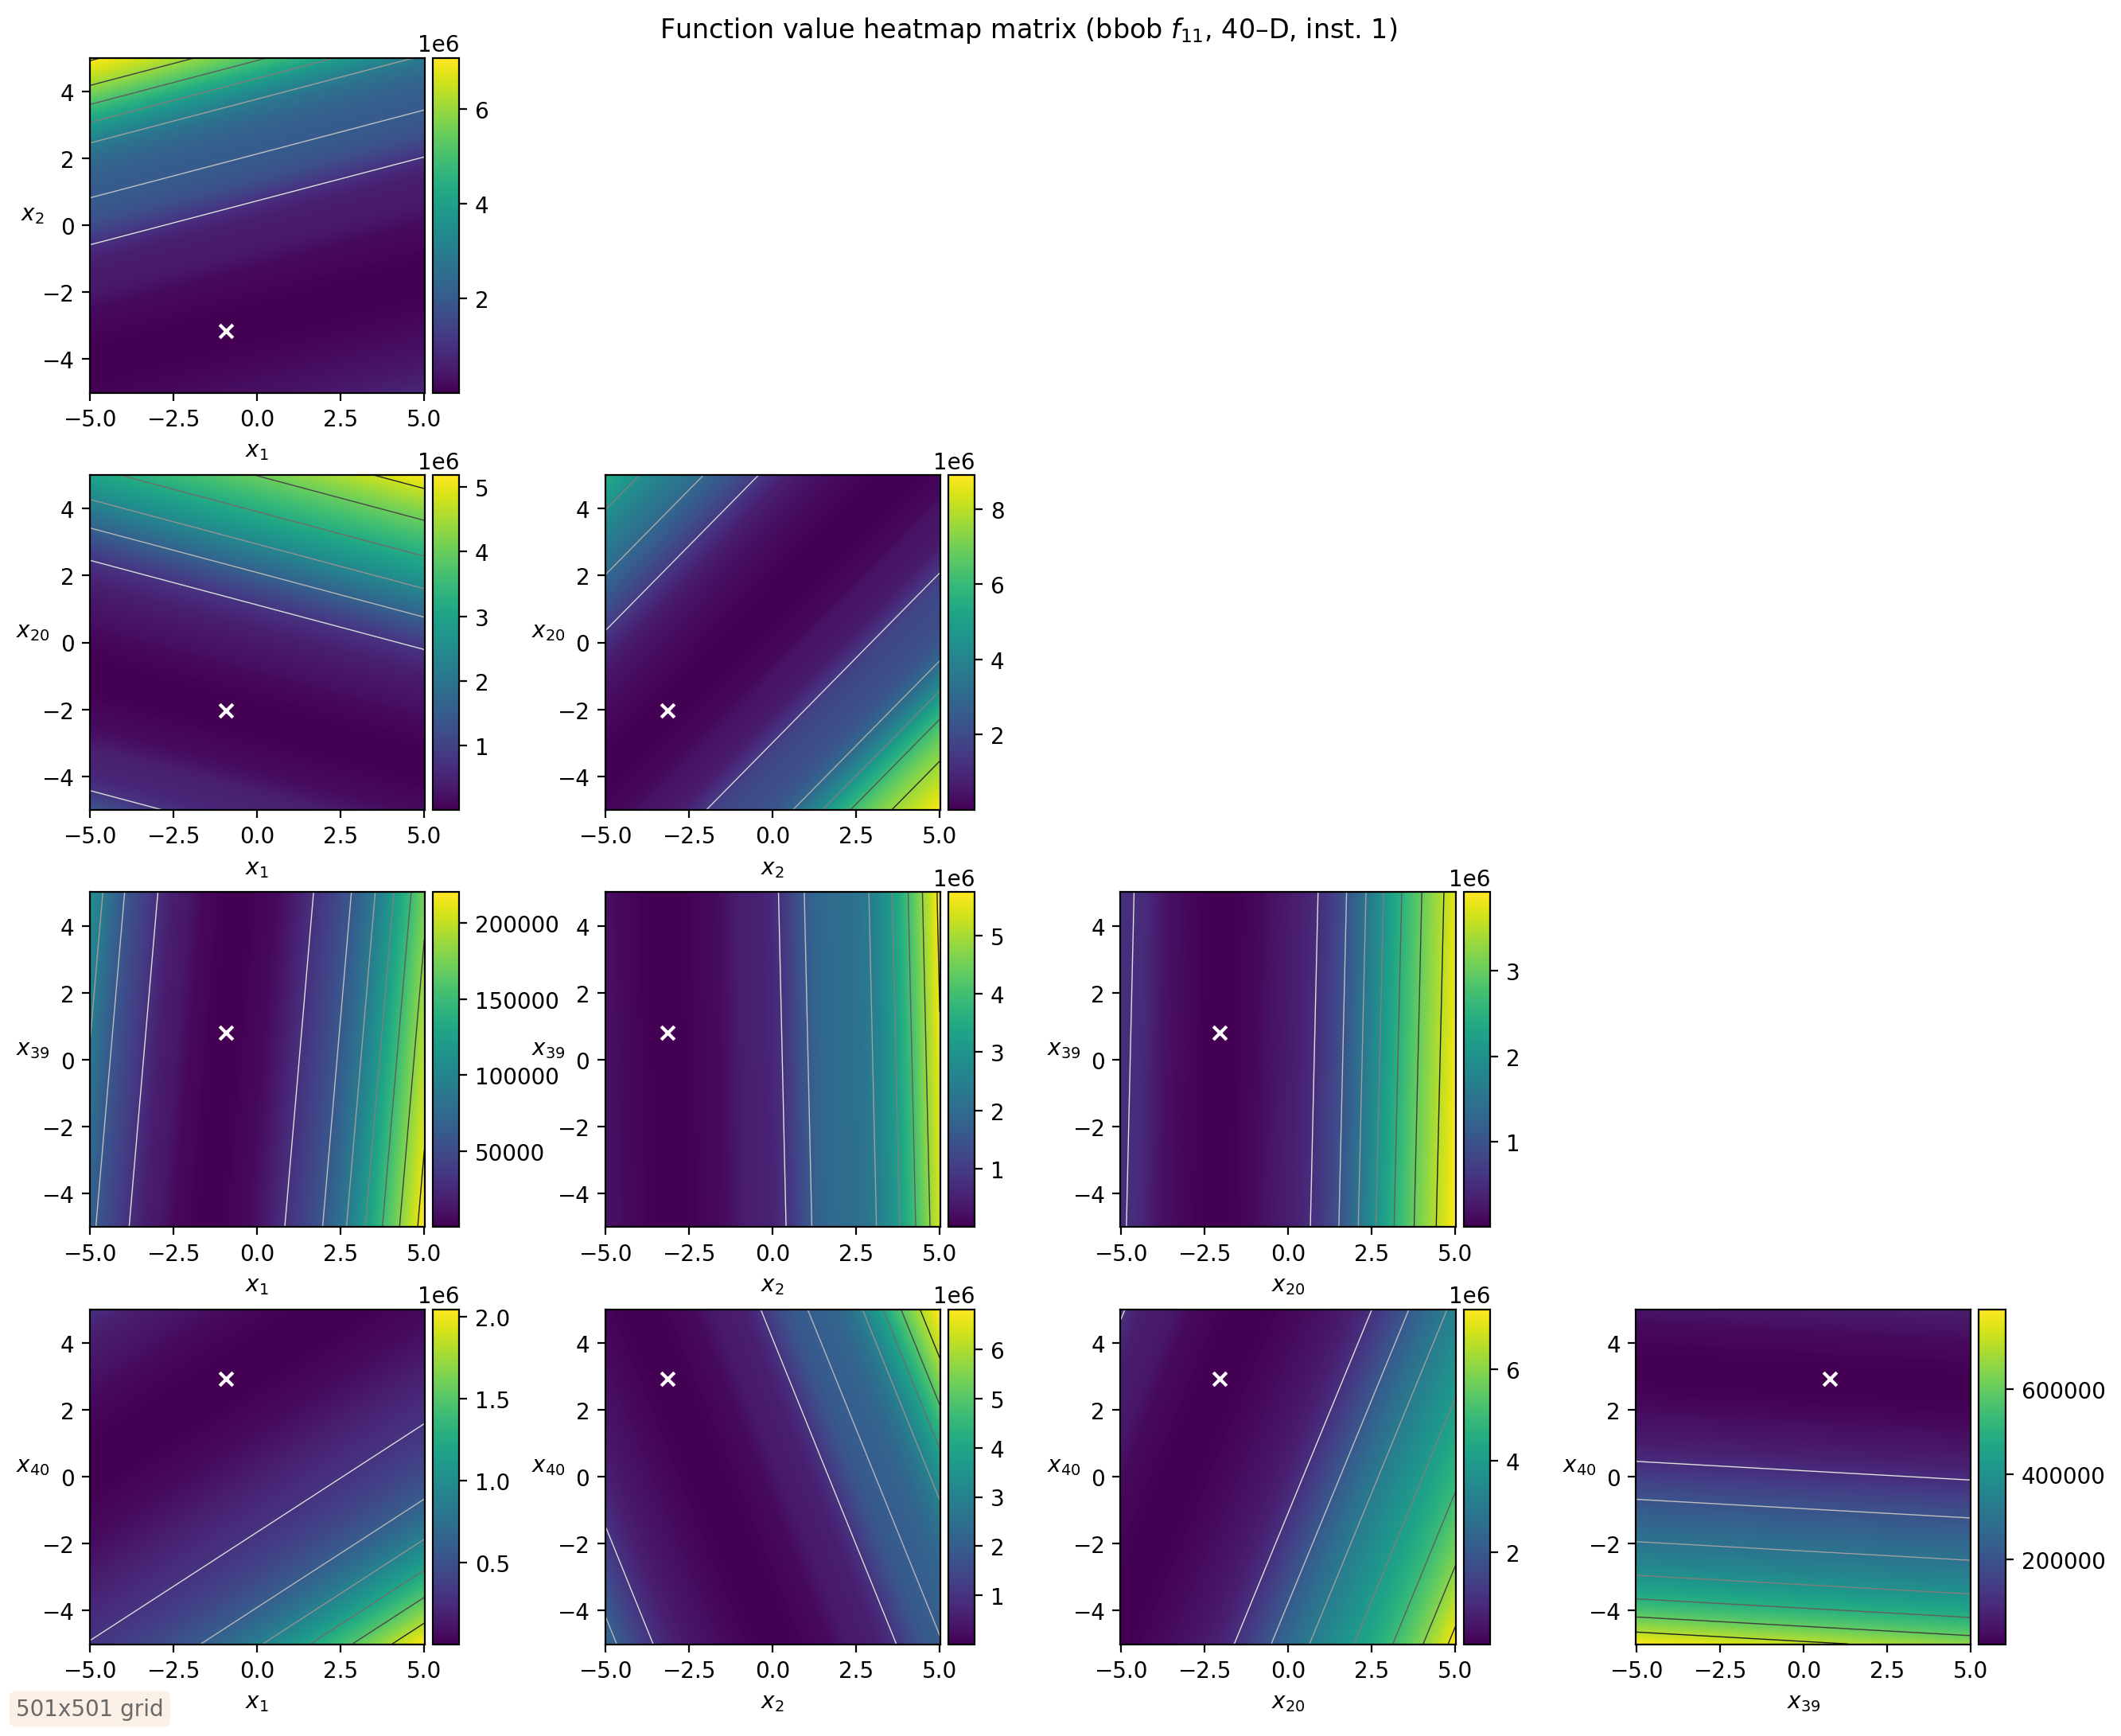 Function value heatmap matrix (bbob f₁₁, 40–D, inst. 1)
1e6
4
2
0
−2
−4
x₂
6
4
2
−5.0 −2.5 0.0 2.5 5.0
x₁
1e6
1e6
4
2
0
−2
−4
x₂₀
5
4
3
2
1
−5.0 −2.5 0.0 2.5 5.0
x₁
4
2
0
−2
−4
x₂₀
8
6
4
2
−5.0 −2.5 0.0 2.5 5.0
x₂
1e6
1e6
4
2
0
−2
−4
x₃₉
200000
150000
100000
50000
−5.0 −2.5 0.0 2.5 5.0
x₁
4
2
0
−2
−4
x₃₉
5
4
3
2
1
−5.0 −2.5 0.0 2.5 5.0
x₂
4
2
0
−2
−4
x₃₉
3
2
1
−5.0 −2.5 0.0 2.5 5.0
x₂₀
1e6
1e6
1e6
4
2
0
−2
−4
x₄₀
2.0
1.5
1.0
0.5
−5.0 −2.5 0.0 2.5 5.0
x₁
4
2
0
−2
−4
x₄₀
6
5
4
3
2
1
−5.0 −2.5 0.0 2.5 5.0
x₂
4
2
0
−2
−4
x₄₀
6
4
2
−5.0 −2.5 0.0 2.5 5.0
x₂₀
4
2
0
−2
−4
x₄₀
600000
400000
200000
−5.0 −2.5 0.0 2.5 5.0
x₃₉
501x501 grid